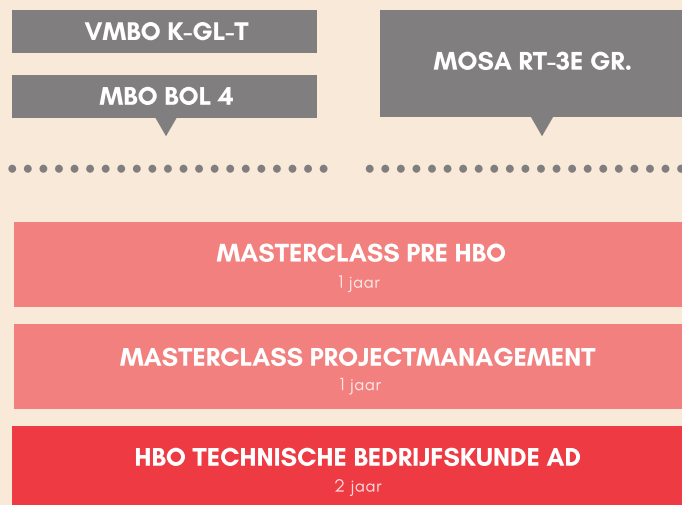 VMBO K-GL-T
MBO BOL 4
MOSA RT-3E GR.
MASTERCLASS PRE HBO
1 jaar
MASTERCLASS PROJECTMANAGEMENT
1 jaar
HBO TECHNISCHE BEDRIJFSKUNDE AD
2 jaar